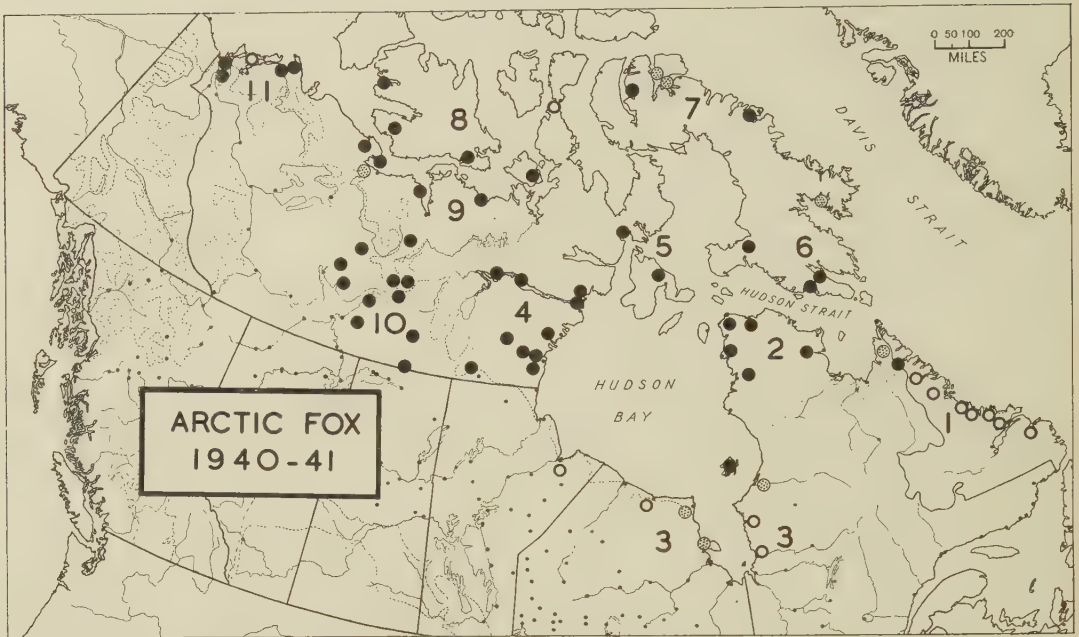 0 50 100 200
MILES
11
8
7
DAVIS
STRAIT
9
5
6
HUDSON STRAIT
10
4
2
HUDSON
BAY
1
ARCTIC FOX
1940-41
3
3